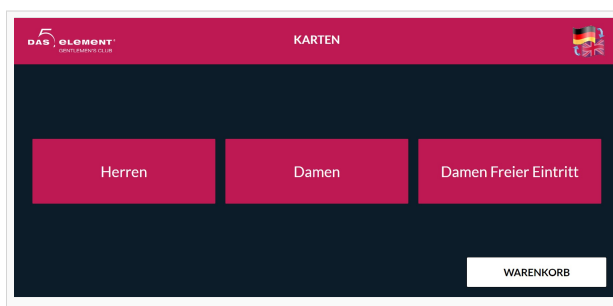 DAS 5 ELEMENT
GENTLEMEN'S CLUB
KARTEN
Herren
Damen
Damen Freier Eintritt
WARENKORB